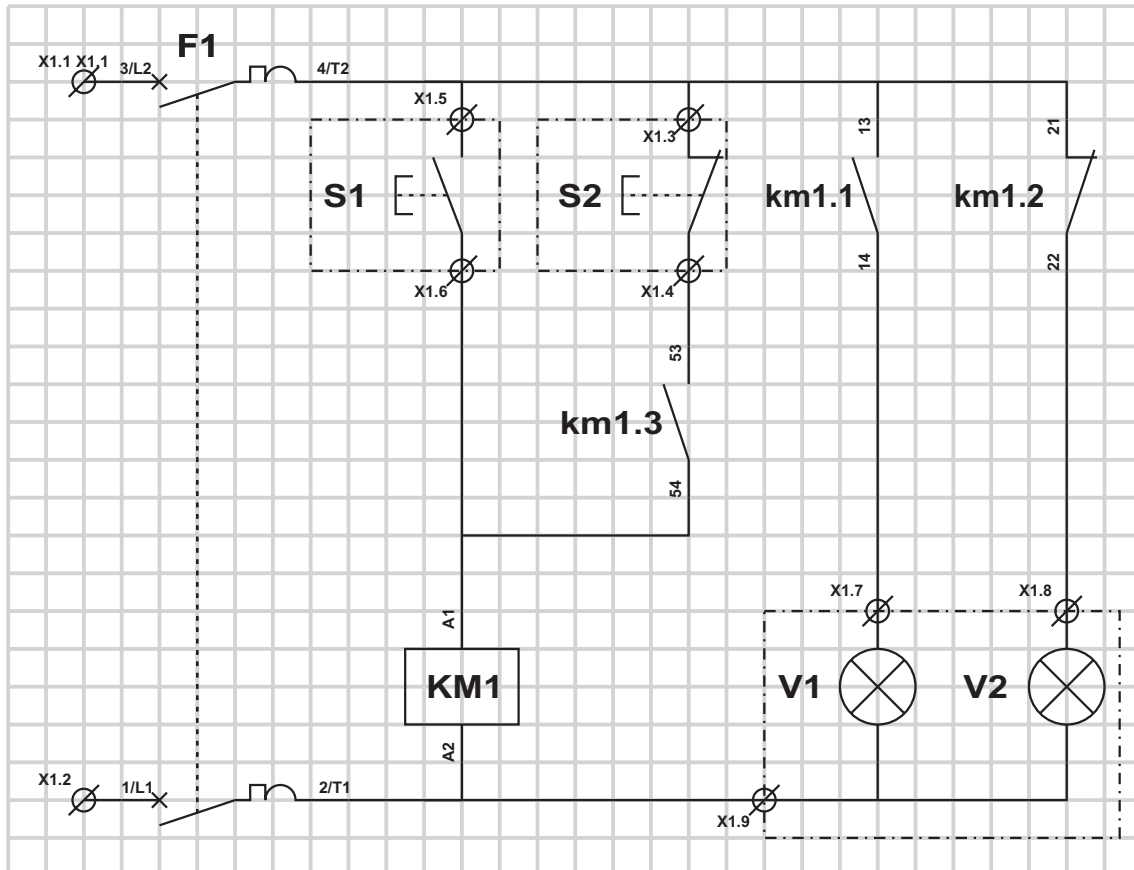 F1
X1.1 X1,1
3/L2
4/T2
X1.5
X1.3
13
21
S1
S2
km1.1
km1.2
14
22
X1.6
X1.4
53
km1.3
54
X1.7
X1.8
A1
KM1
V1
V2
A2
X1.2
1/L1
2/T1
X1.9